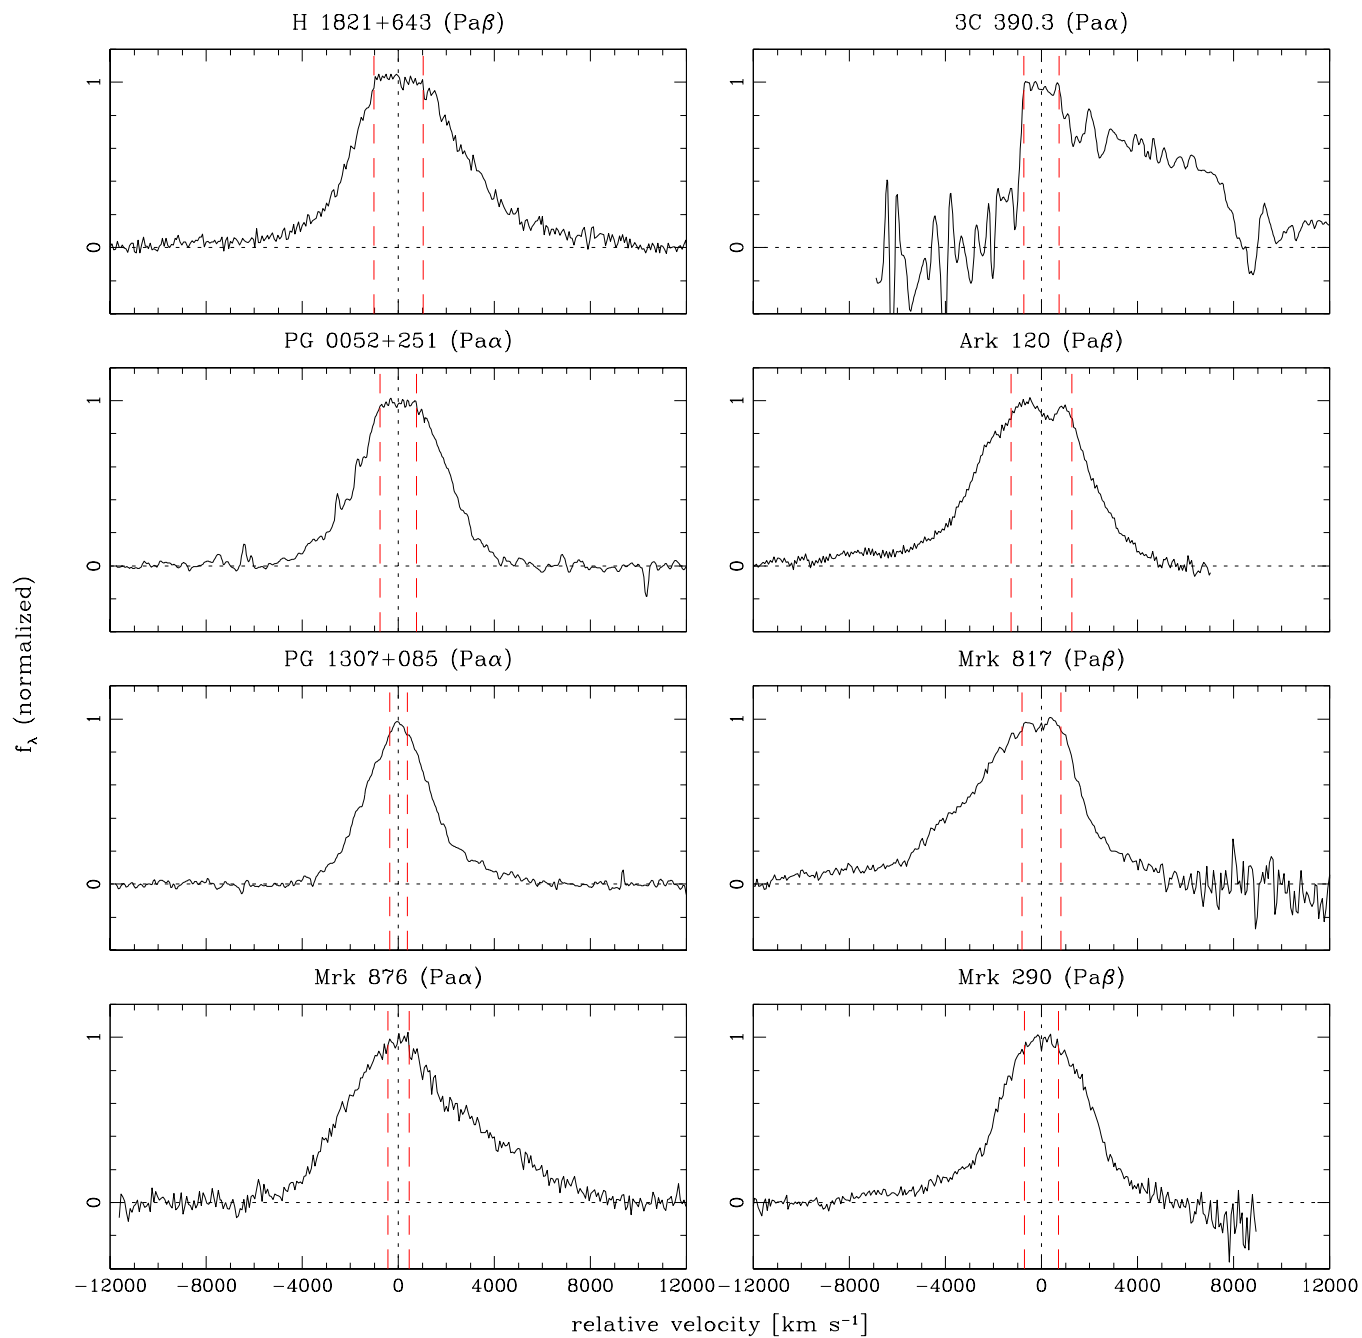 H 1821+643 (Paβ)
3C 390.3 (Paα)
1
0
1
0
PG 0052+251 (Paα)
Ark 120 (Paβ)
1
0
1
0
PG 1307+085 (Paα)
Mrk 817 (Paβ)
1
0
1
0
fλ (normalized)
Mrk 876 (Paα)
Mrk 290 (Paβ)
1
0
1
0
−12000 −8000 −4000 0 4000 8000 12000
−12000 −8000 −4000 0 4000 8000 12000
relative velocity [km s⁻¹]